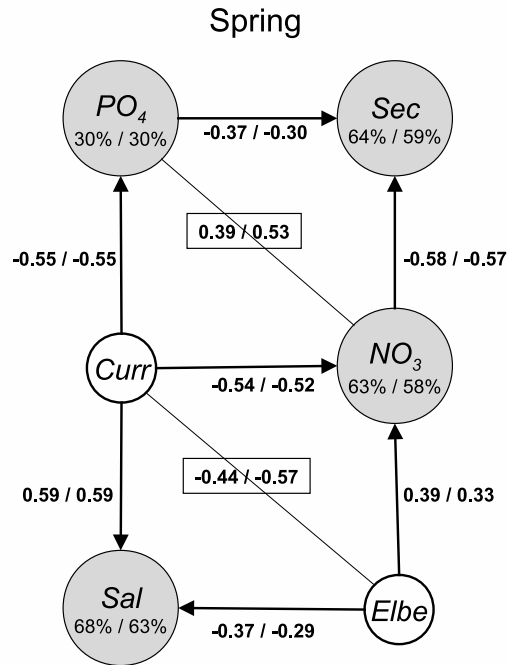 Spring
PO4
30% / 30%
Sec
64% / 59%
-0.37 / -0.30
0.39 / 0.53
-0.55 / -0.55
-0.58 / -0.57
Curr
NO3
63% / 58%
-0.54 / -0.52
-0.44 / -0.57
0.59 / 0.59
0.39 / 0.33
Sal
68% / 63%
Elbe
-0.37 / -0.29